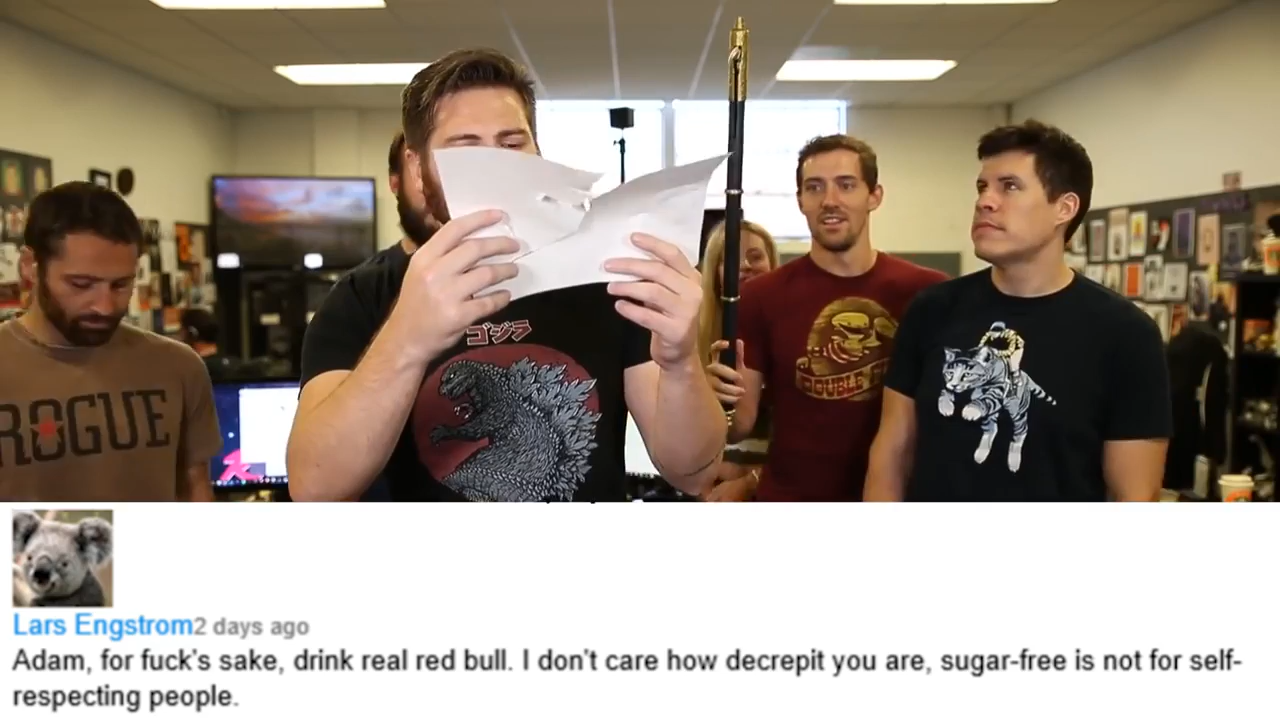 ゴジラ
ROGUE
DOUBLE
Lars Engstrom2 days ago
Adam, for fuck's sake, drink real red bull. I don't care how decrepit you are, sugar-free is not for self-
respecting people.